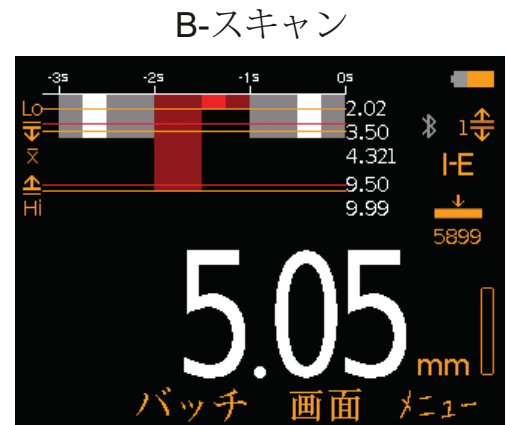 B-スキャン
-3s -2s -1s 0s
Lo 2.02
3.50 1
x̄ 4.321 I-E
9.50
Hi 9.99
5899
5.05 mm
バッチ 画面 メニュー